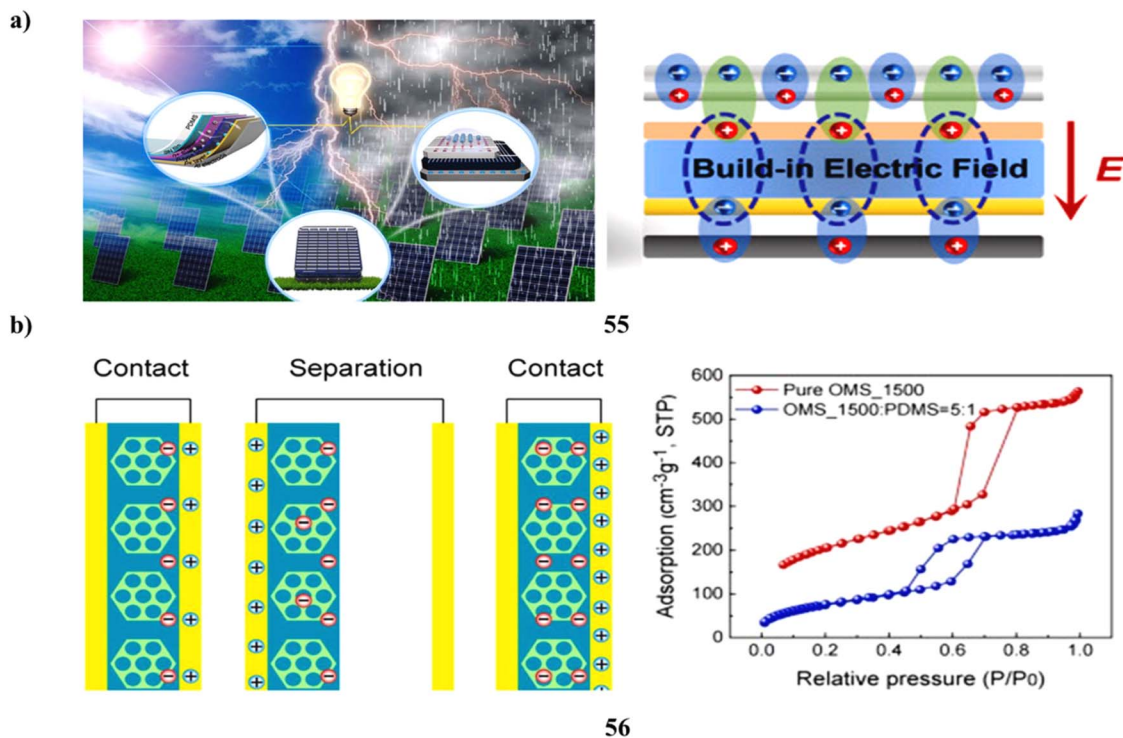 a)
PDMS
Build-in Electric Field
E
55
b)
Contact
Separation
Contact
Pure OMS_1500
OMS_1500:PDMS=5:1
Adsorption (cm⁻³g⁻¹, STP)
600
500
400
300
200
100
0
0.0 0.2 0.4 0.6 0.8 1.0
Relative pressure (P/P₀)
56